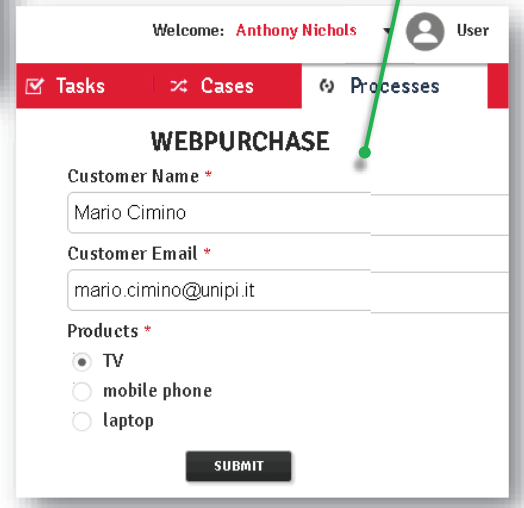 Welcome: Anthony Nichols User
Tasks Cases Processes
WEBPURCHASE
Customer Name *
Mario Cimino
Customer Email *
mario.cimino@unipi.it
Products *
TV
mobile phone
laptop
SUBMIT